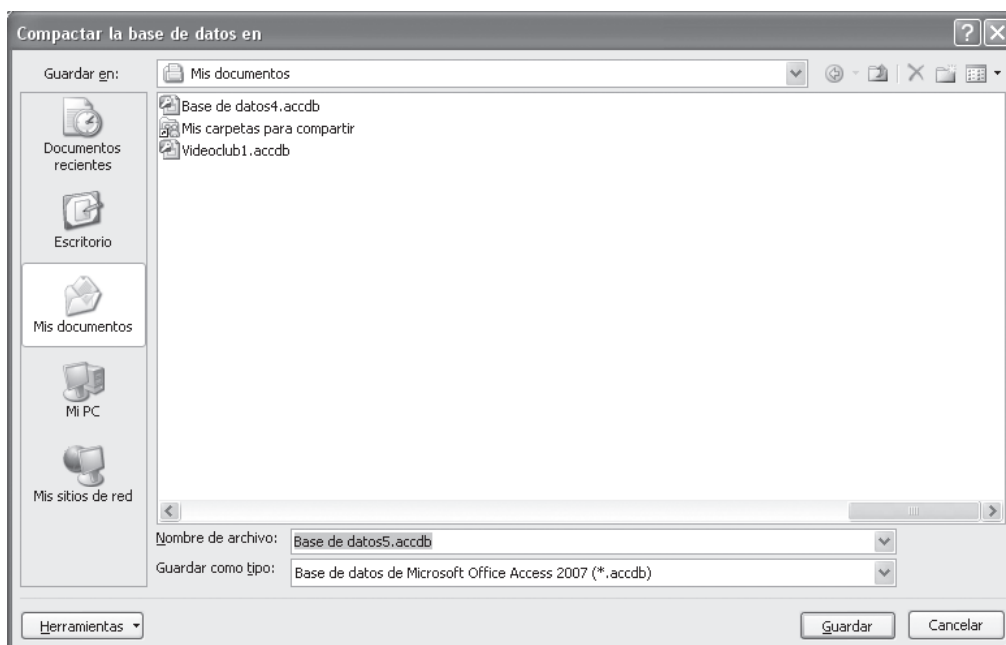 Compactar la base de datos en
Guardar en:
Mis documentos
Documentos
recientes
Escritorio
Mis documentos
Mi PC
Mis sitios de red
Base de datos4.accdb
Mis carpetas para compartir
Videoclub1.accdb
Nombre de archivo:
Base de datos5.accdb
Guardar como tipo:
Base de datos de Microsoft Office Access 2007 (*.accdb)
Herramientas
Guardar
Cancelar